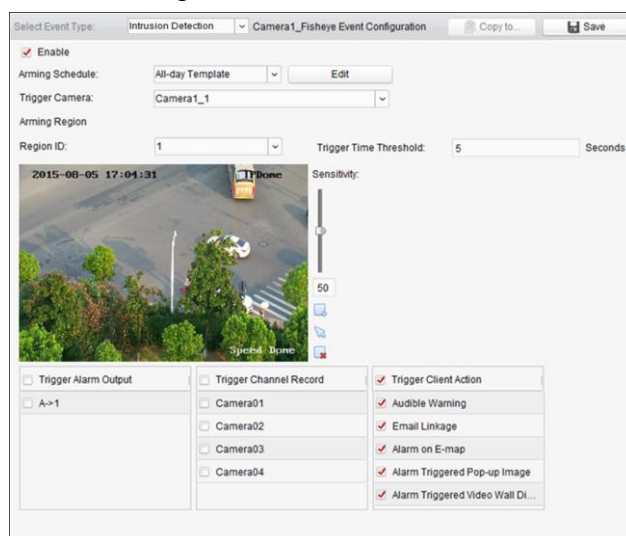 Select Event Type: Intrusion Detection Camera1_Fisheye Event Configuration Copy to... Save
Enable
Arming Schedule: All-day Template Edit
Trigger Camera: Camera1_1
Arming Region
Region ID: 1 Trigger Time Threshold: 5 Seconds
2015-08-05 17:04:31 IPDome Sensitivity:
50
Speed Dome
Trigger Alarm Output Trigger Channel Record Trigger Client Action
A->1 Camera01 Audible Warning
Camera02 Email Linkage
Camera03 Alarm on E-map
Camera04 Alarm Triggered Pop-up Image
Alarm Triggered Video Wall Di...